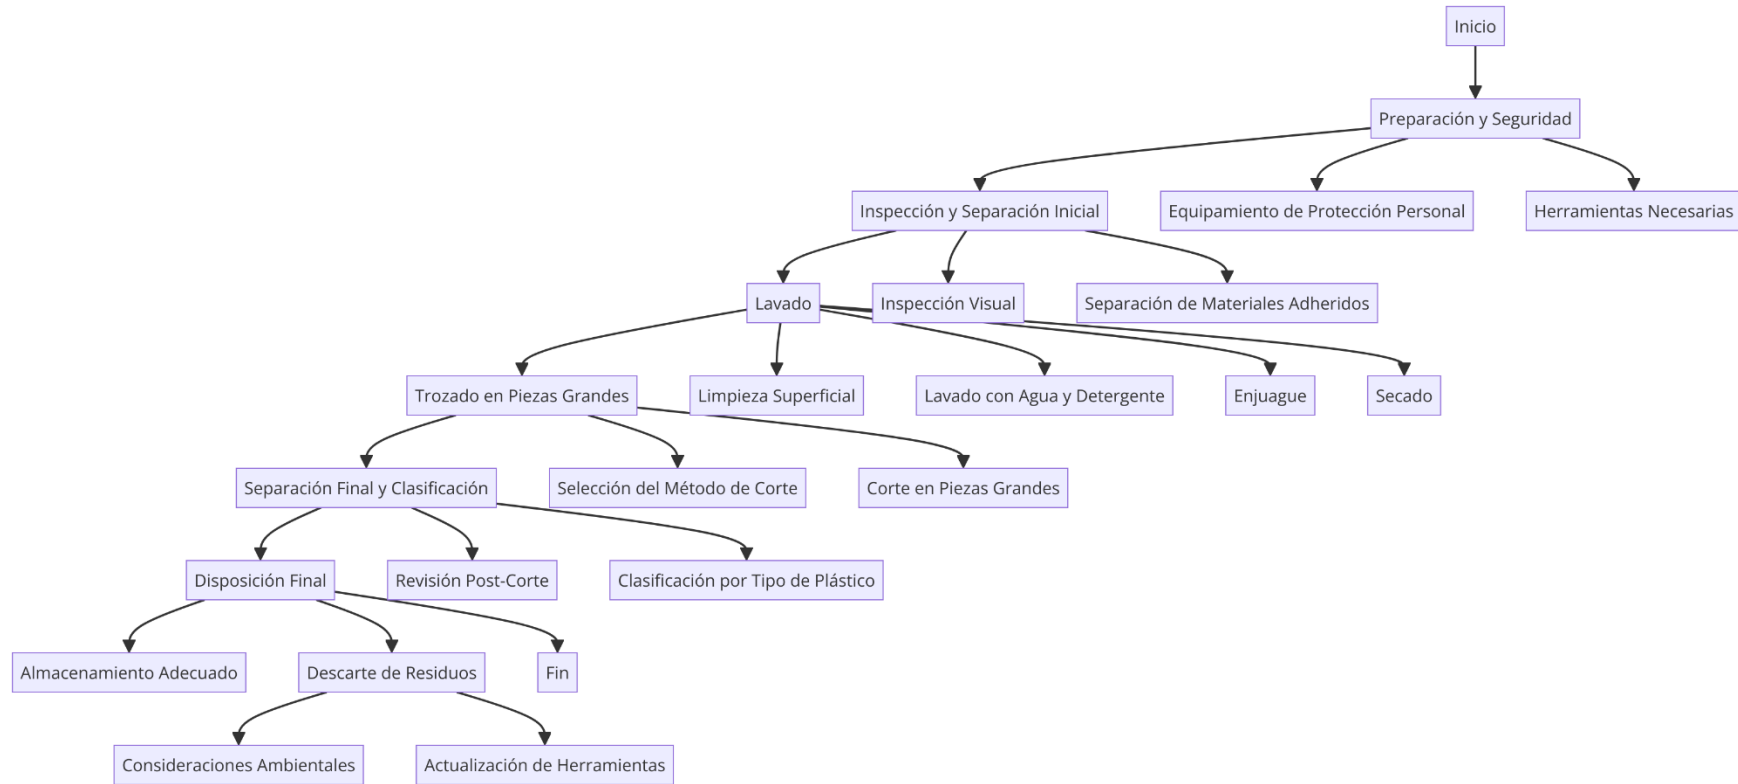 Inicio
Preparación y Seguridad
Inspección y Separación Inicial
Equipamiento de Protección Personal
Herramientas Necesarias
Lavado
Inspección Visual
Separación de Materiales Adheridos
Trozado en Piezas Grandes
Limpieza Superficial
Lavado con Agua y Detergente
Enjuague
Secado
Separación Final y Clasificación
Selección del Método de Corte
Corte en Piezas Grandes
Disposición Final
Revisión Post-Corte
Clasificación por Tipo de Plástico
Almacenamiento Adecuado
Descarte de Residuos
Fin
Consideraciones Ambientales
Actualización de Herramientas